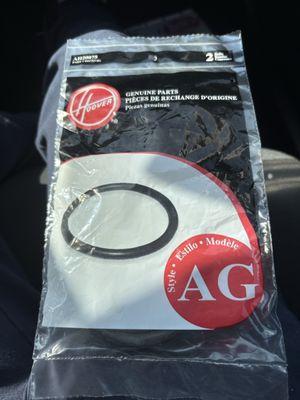 AH20075
2
HOOVER
GENUINE PARTS
PIÈCES DE RECHANGE D'ORIGINE
Piezas genuinas
Style • Estilo • Modèle
AG